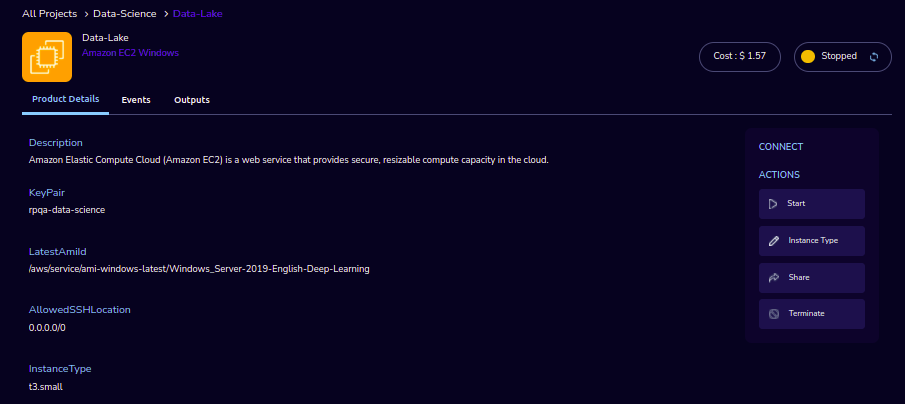 All Projects > Data-Science > Data-Lake
Data-Lake
Amazon EC2 Windows
Cost : $ 1.57
Stopped
Product Details
Events
Outputs
Description
Amazon Elastic Compute Cloud (Amazon EC2) is a web service that provides secure, resizable compute capacity in the cloud.
KeyPair
rpqa-data-science
LatestAmiId
/aws/service/ami-windows-latest/Windows_Server-2019-English-Deep-Learning
AllowedSSHLocation
0.0.0.0/0
InstanceType
t3.small
CONNECT
ACTIONS
Start
Instance Type
Share
Terminate